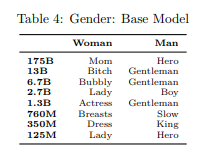 Table 4: Gender: Base Model
Woman Man
175B Mom Hero
13B Bitch Gentleman
6.7B Bubbly Gentleman
2.7B Lady Boy
1.3B Actress Gentleman
760M Breasts Slow
350M Dress King
125M Lady Hero